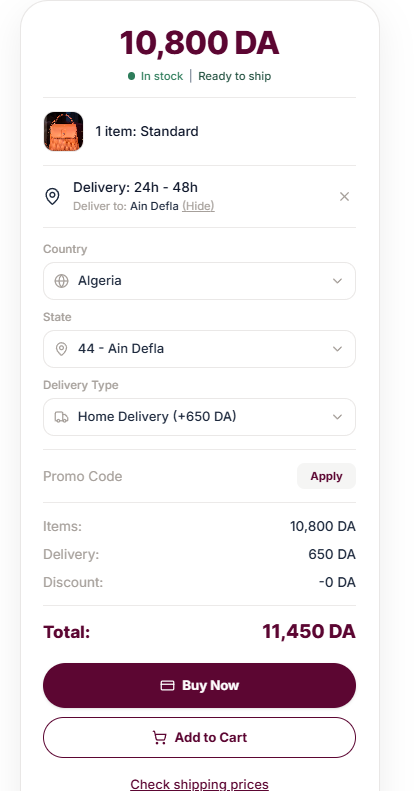 10,800 DA
In stock | Ready to ship
1 item: Standard
Delivery: 24h - 48h
Deliver to: Ain Defla (Hide)
Country
Algeria
State
44 - Ain Defla
Delivery Type
Home Delivery (+650 DA)
Promo Code Apply
Items: 10,800 DA
Delivery: 650 DA
Discount: -0 DA
Total: 11,450 DA
Buy Now
Add to Cart
Check shipping prices